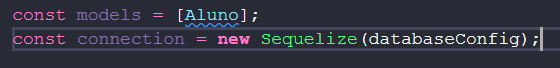 const models = [Aluno];
const connection = new Sequelize(databaseConfig);